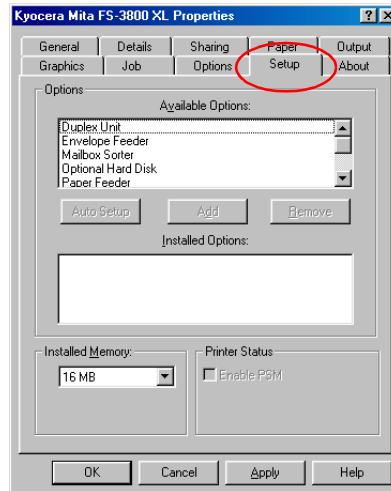 Kyocera Mita FS-3800 XL Properties
General Details Sharing Paper Output
Graphics Job Options Setup About
Options
Available Options:
Duplex Unit
Envelope Feeder
Mailbox Sorter
Optional Hard Disk
Paper Feeder
Auto Setup Add Remove
Installed Options:
Installed Memory: Printer Status
16 MB Enable PSM
OK Cancel Apply Help